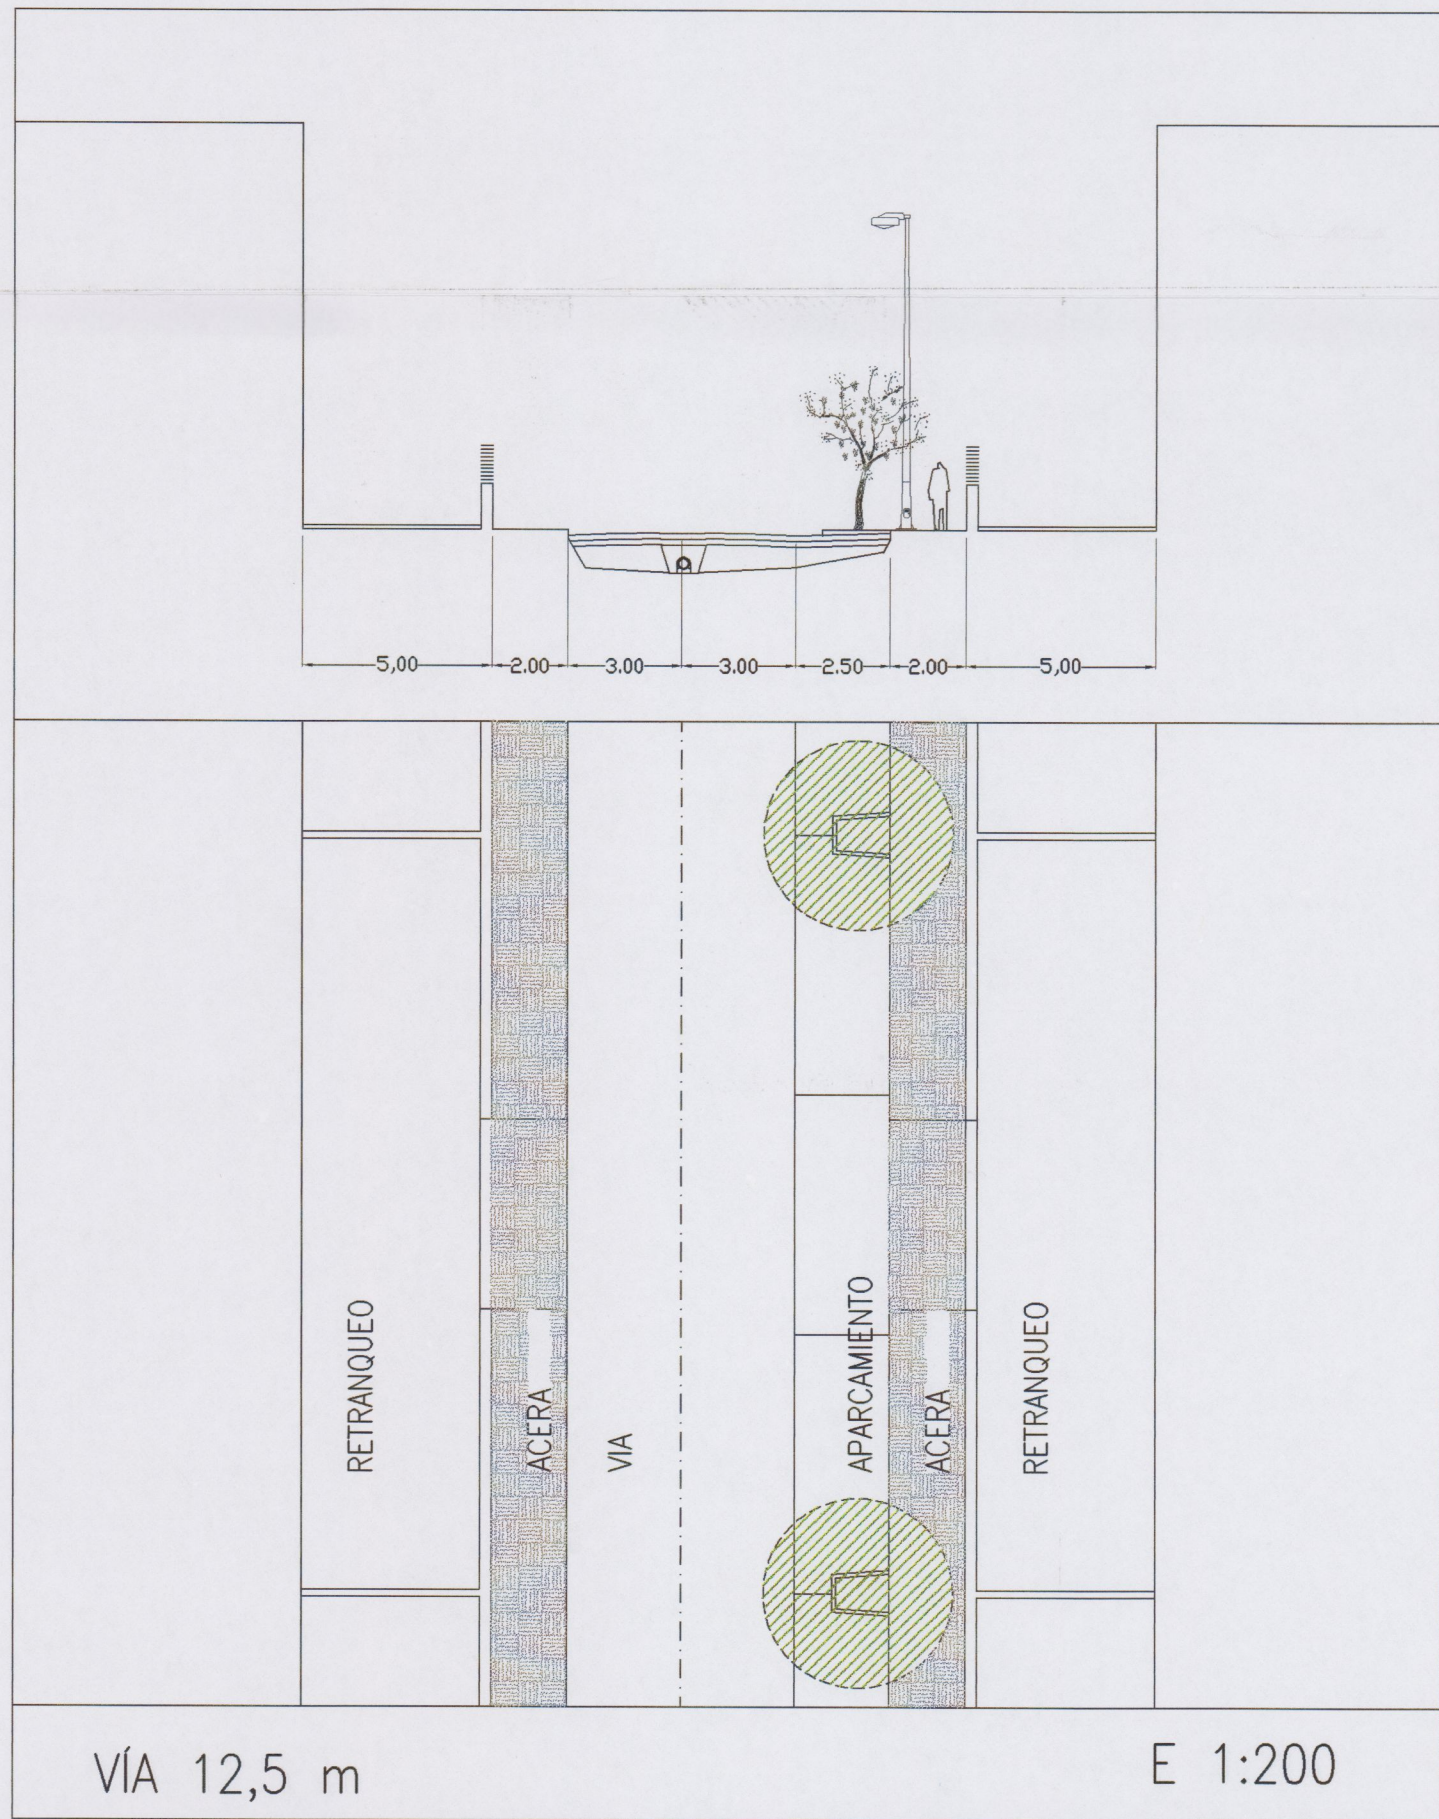 5,00 2.00 3.00 3.00 2.50 2.00 5,00
RETRANQUEO
ACERA
VIA
APARCAMIENTO
ACERA
RETRANQUEO
VÍA 12,5 m
E 1:200